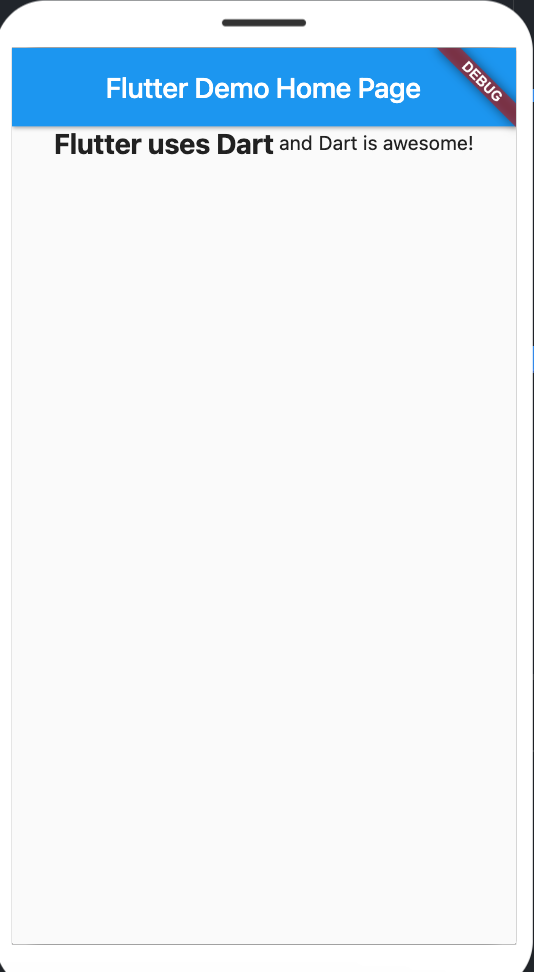 Flutter Demo Home Page
DEBUG
Flutter uses Dart and Dart is awesome!